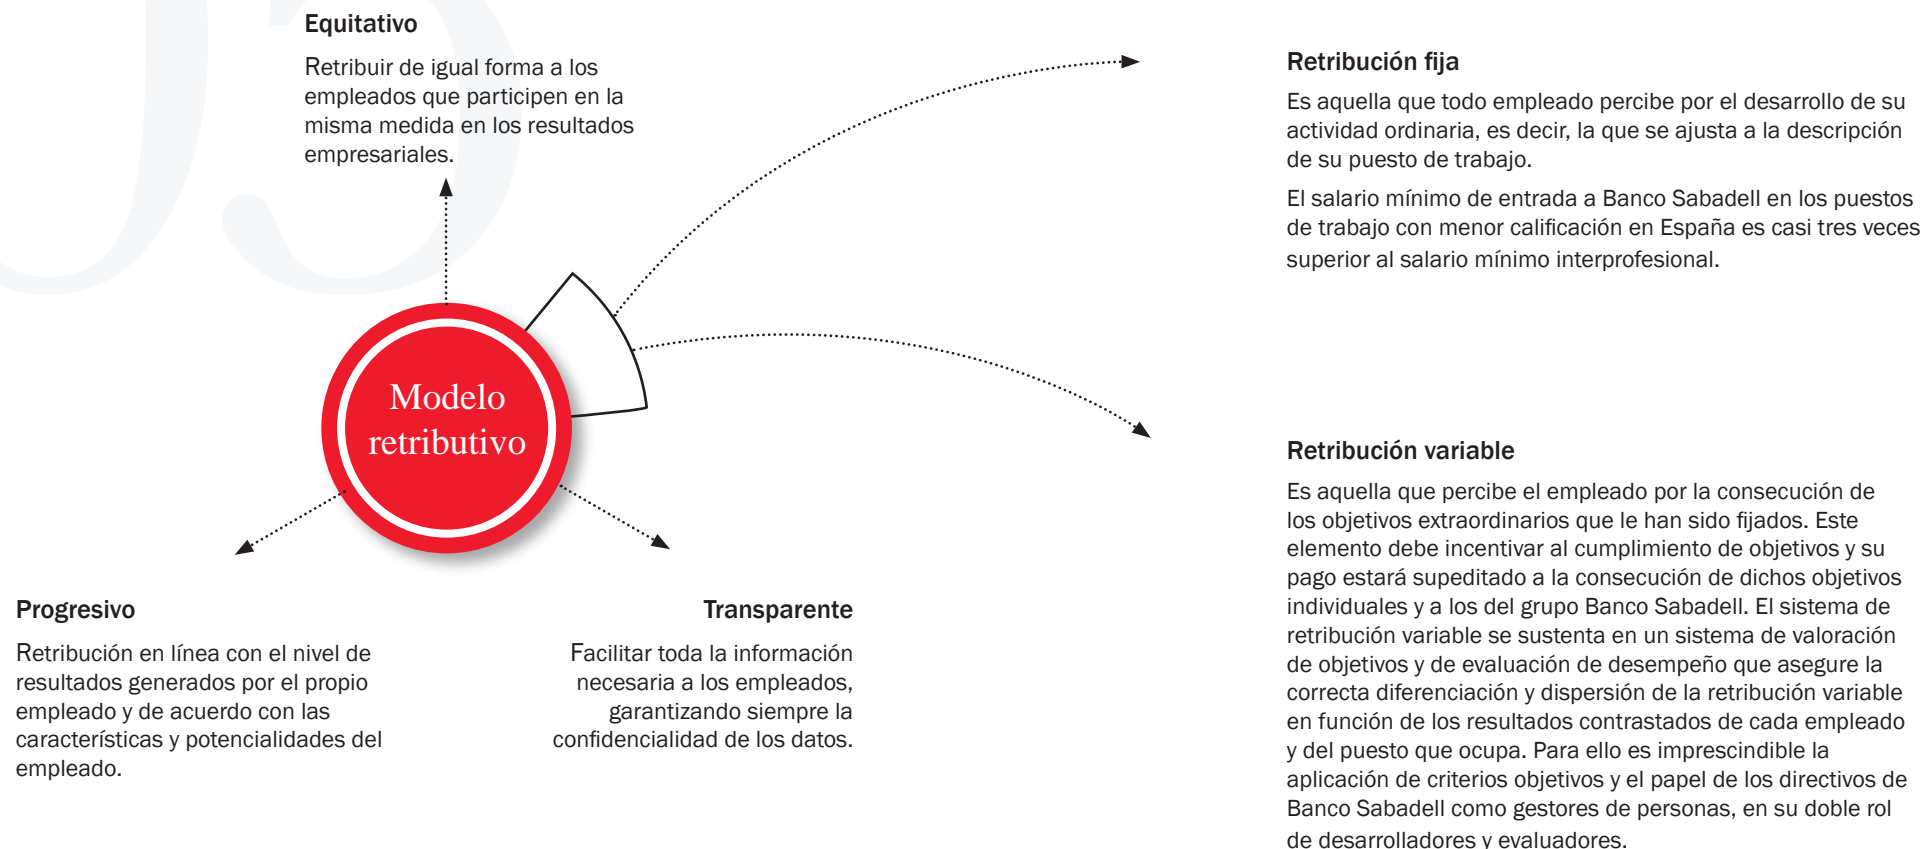 05
Equitativo
Retribuir de igual forma a los
empleados que participen en la
misma medida en los resultados
empresariales.
Modelo
retributivo
Progresivo
Retribución en línea con el nivel de
resultados generados por el propio
empleado y de acuerdo con las
características y potencialidades del
empleado.
Transparente
Facilitar toda la información
necesaria a los empleados,
garantizando siempre la
confidencialidad de los datos.
Retribución fija
Es aquella que todo empleado percibe por el desarrollo de su
actividad ordinaria, es decir, la que se ajusta a la descripción
de su puesto de trabajo.
El salario mínimo de entrada a Banco Sabadell en los puestos
de trabajo con menor calificación en España es casi tres veces
superior al salario mínimo interprofesional.
Retribución variable
Es aquella que percibe el empleado por la consecución de
los objetivos extraordinarios que le han sido fijados. Este
elemento debe incentivar al cumplimiento de objetivos y su
pago estará supeditado a la consecución de dichos objetivos
individuales y a los del grupo Banco Sabadell. El sistema de
retribución variable se sustenta en un sistema de valoración
de objetivos y de evaluación de desempeño que asegure la
correcta diferenciación y dispersión de la retribución variable
en función de los resultados contrastados de cada empleado
y del puesto que ocupa. Para ello es imprescindible la
aplicación de criterios objetivos y el papel de los directivos de
Banco Sabadell como gestores de personas, en su doble rol
de desarrolladores y evaluadores.